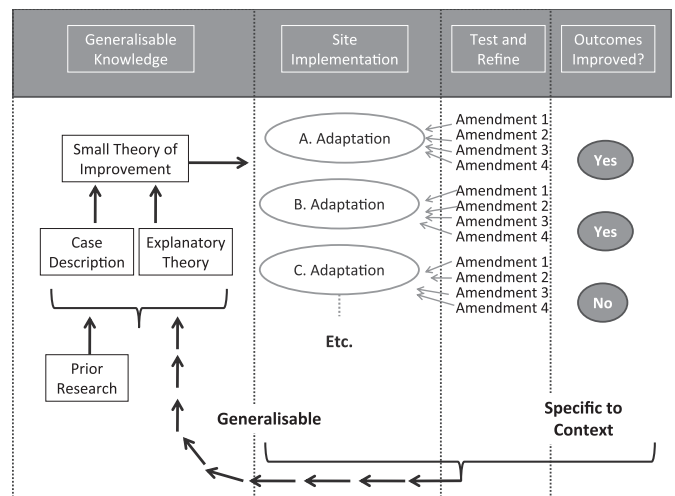 Generalisable
Knowledge
Site
Implementation
Test and
Refine
Outcomes
Improved?
Small Theory of
Improvement
Case
Description
Explanatory
Theory
Prior
Research
A. Adaptation
Amendment 1
Amendment 2
Amendment 3
Amendment 4
Yes
B. Adaptation
Amendment 1
Amendment 2
Amendment 3
Amendment 4
Yes
C. Adaptation
Amendment 1
Amendment 2
Amendment 3
Amendment 4
No
Etc.
Generalisable
Specific to
Context